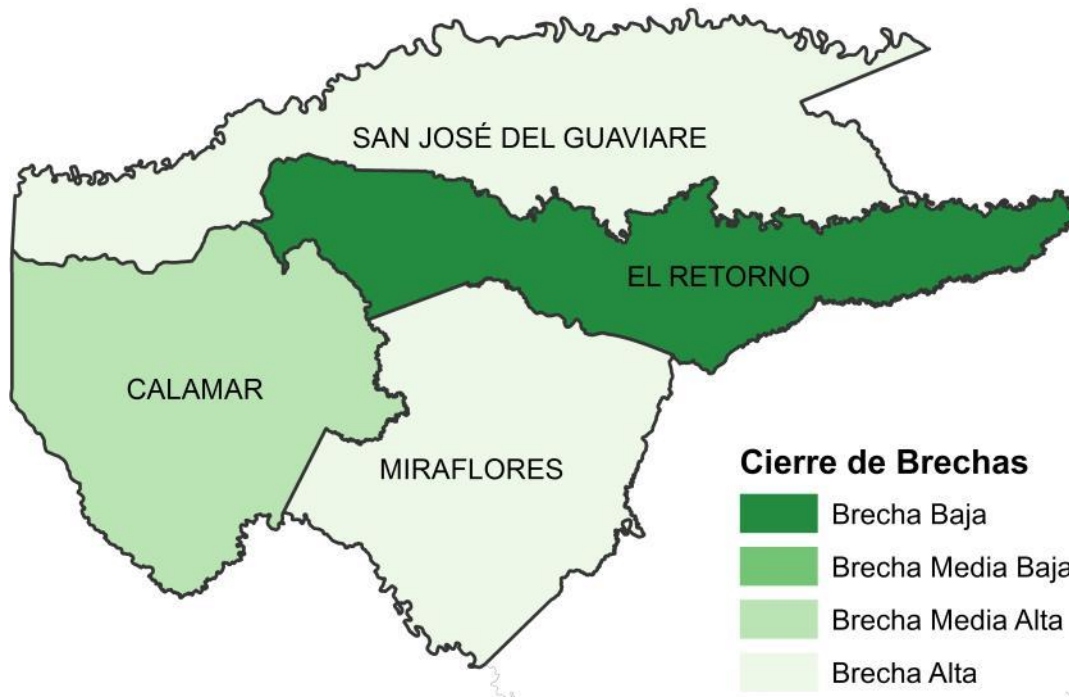 SAN JOSÉ DEL GUAVIARE
EL RETORNO
CALAMAR
MIRAFLORES
Cierre de Brechas
Brecha Baja
Brecha Media Baja
Brecha Media Alta
Brecha Alta